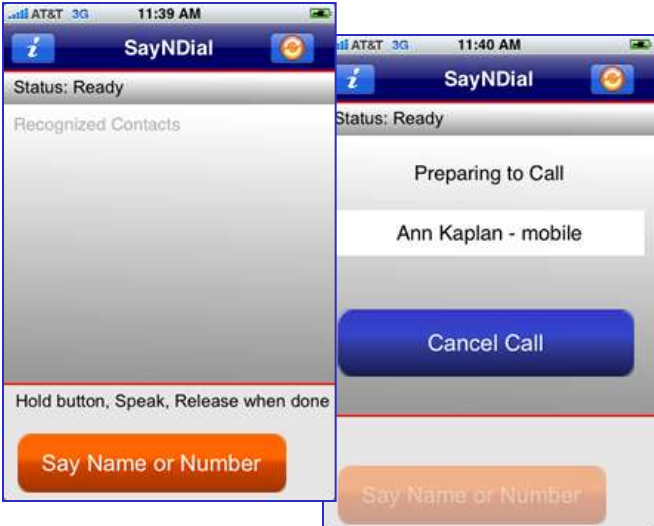 AT&T 3G 11:39 AM
i SayNDial
Status: Ready
Recognized Contacts
Hold button, Speak, Release when done
Say Name or Number
AT&T 3G 11:40 AM
i SayNDial
Status: Ready
Preparing to Call
Ann Kaplan - mobile
Cancel Call
Say Name or Number